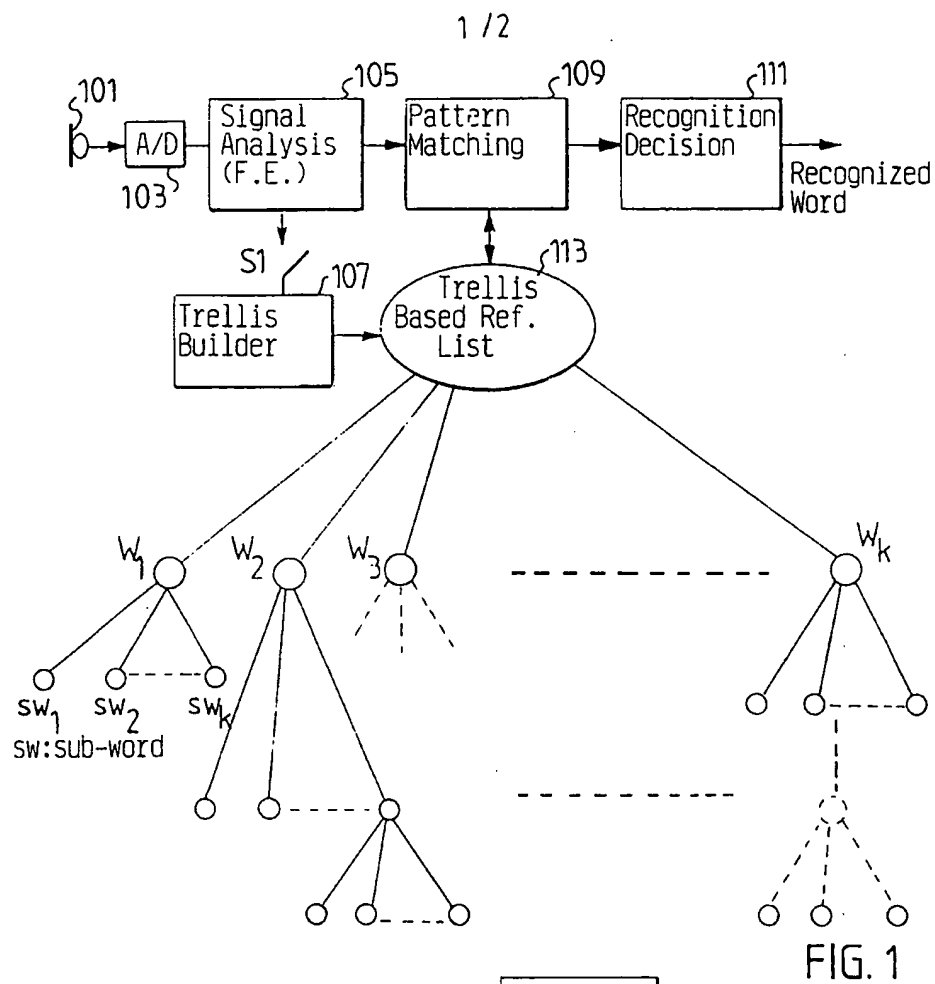 1/2
101
A/D
103
105
Signal
Analysis
(F.E.)
109
Pattern
Matching
111
Recognition
Decision
Recognized
Word
S1
107
Trellis
Builder
113
Trellis
Based Ref.
List
W1
W2
W3
Wk
sw1
sw2
swk
sw:sub-word
FIG. 1